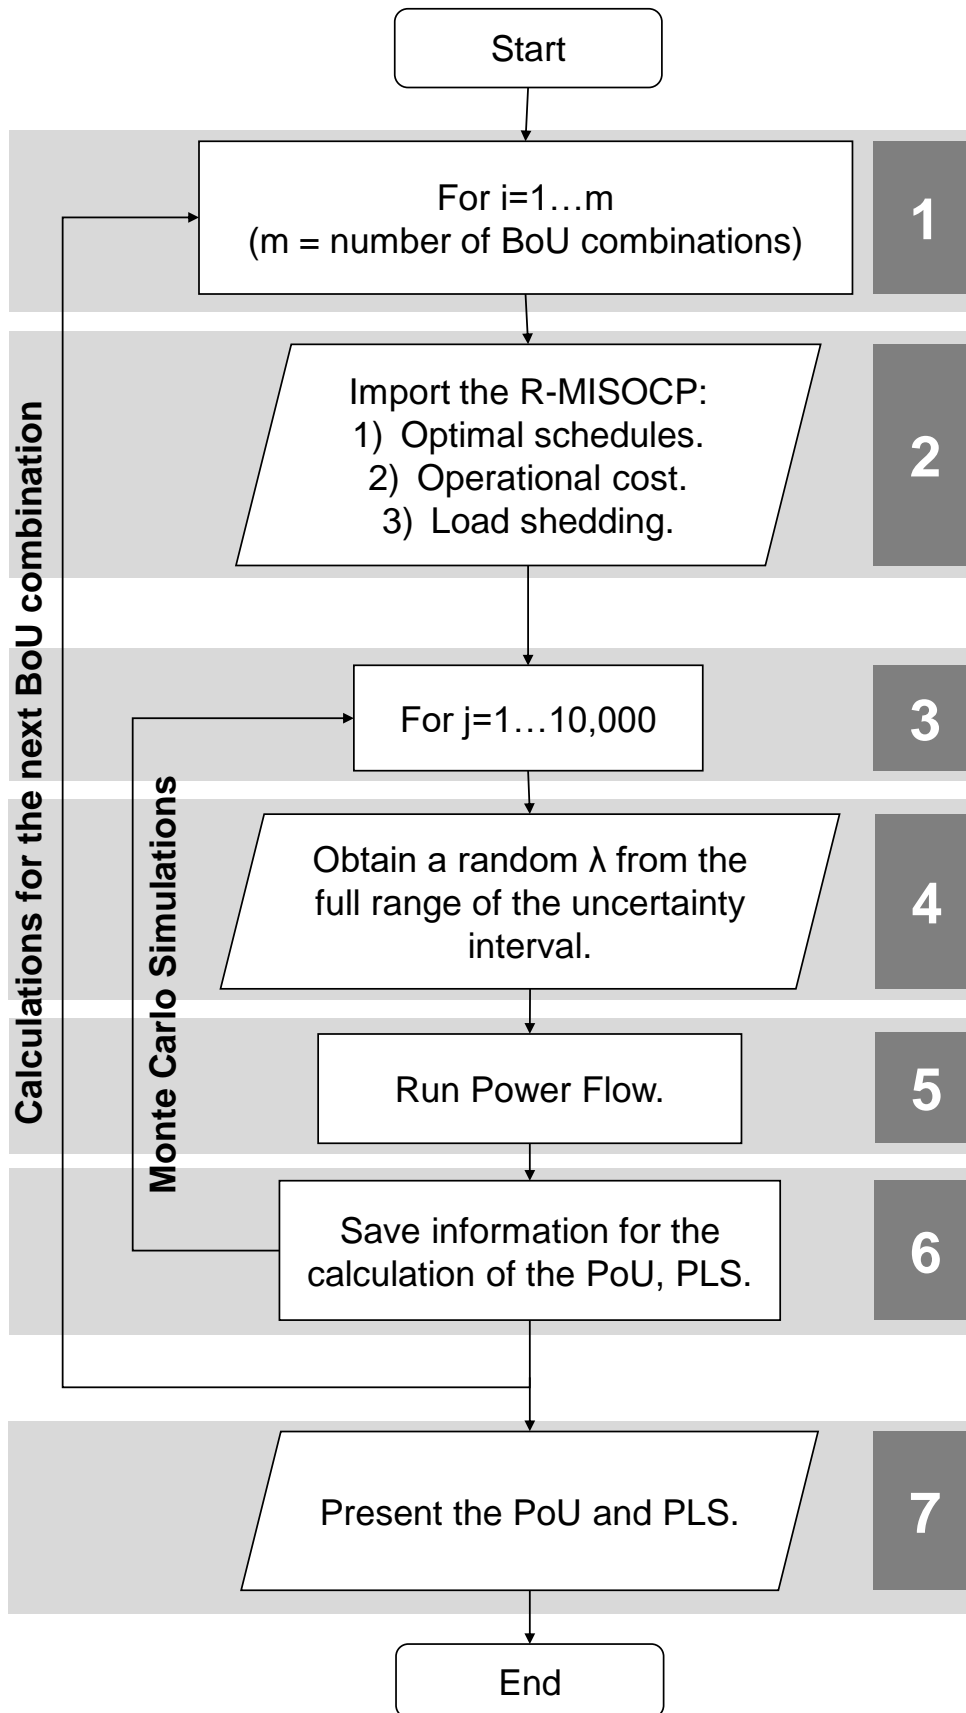 Start
For i=1…m
(m = number of BoU combinations)
1
Import the R-MISOCP:
1) Optimal schedules.
2) Operational cost.
3) Load shedding.
2
For j=1…10,000
3
Obtain a random λ from the
full range of the uncertainty
interval.
4
Run Power Flow.
5
Save information for the
calculation of the PoU, PLS.
6
Calculations for the next BoU combination
Monte Carlo Simulations
Present the PoU and PLS.
7
End